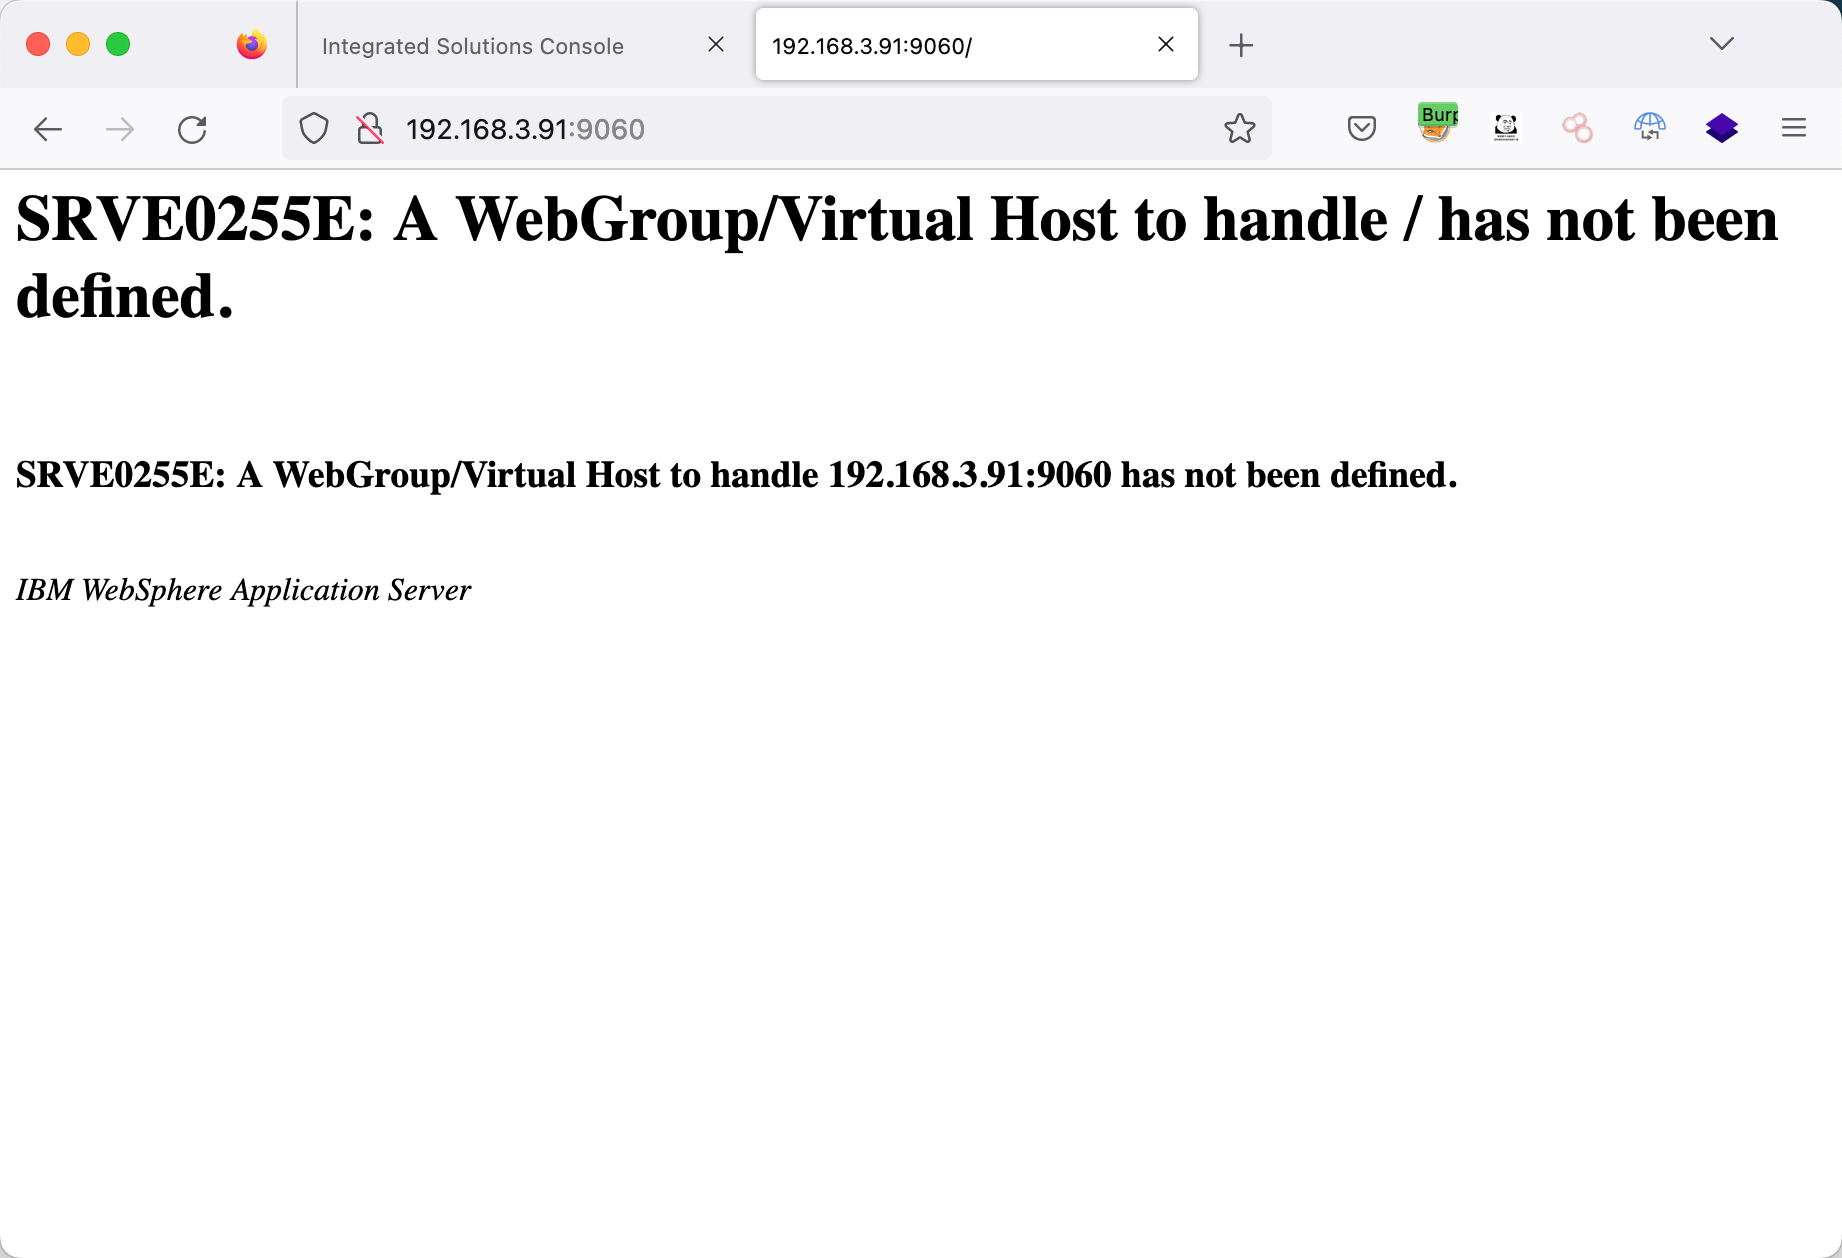 Integrated Solutions Console
192.168.3.91:9060/
192.168.3.91:9060
Burp
SRVE0255E: A WebGroup/Virtual Host to handle / has not been
defined.
SRVE0255E: A WebGroup/Virtual Host to handle 192.168.3.91:9060 has not been defined.
IBM WebSphere Application Server